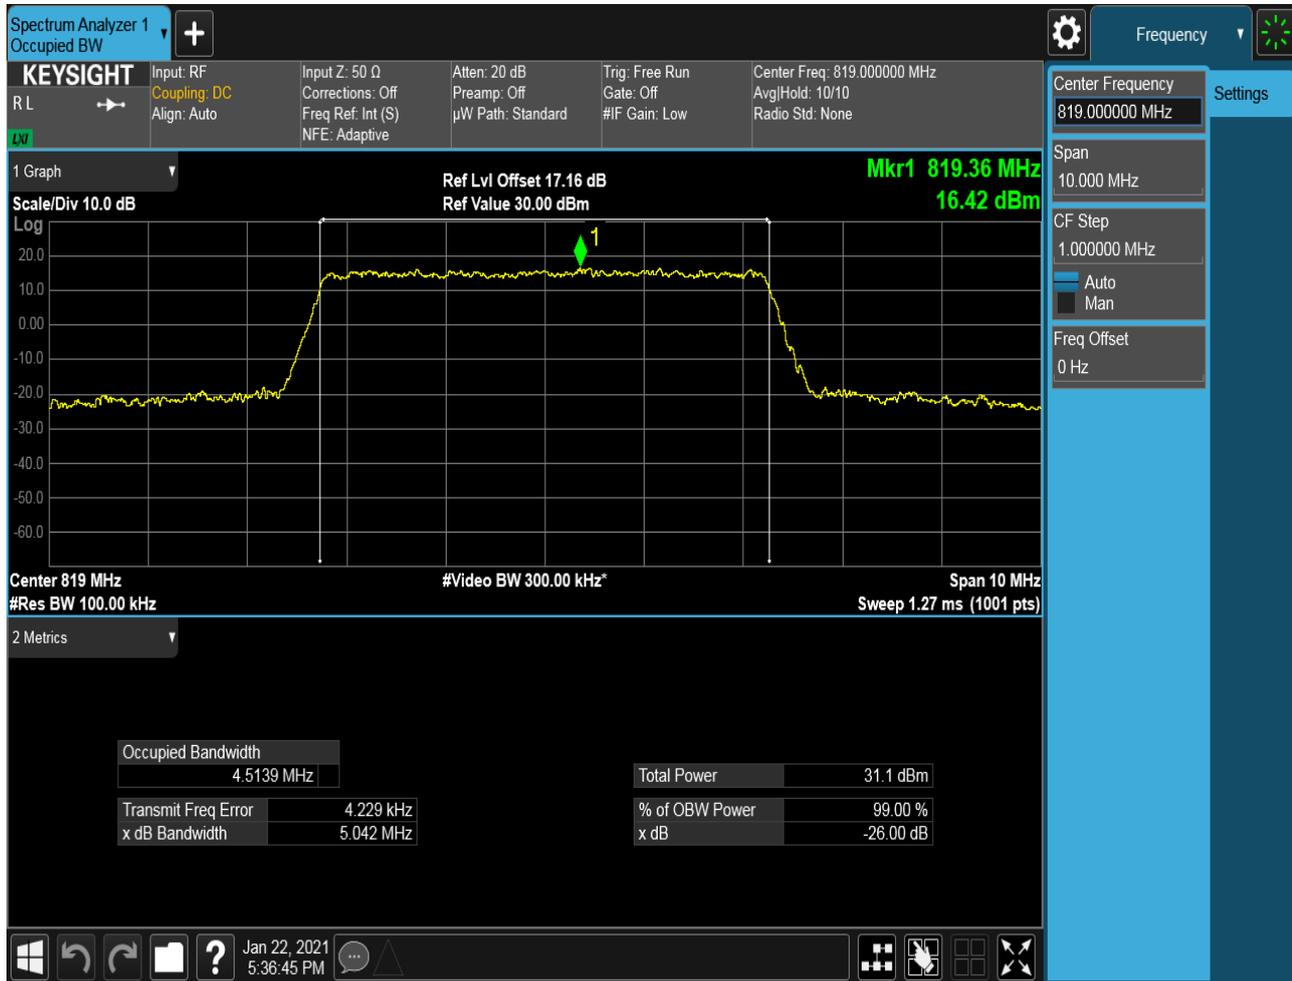 Spectrum Analyzer 1
Occupied BW
Frequency
KEYSIGHT
R L
LXI
Input: RF
Coupling: DC
Align: Auto
Input Z: 50 Ω
Corrections: Off
Freq Ref: Int (S)
NFE: Adaptive
Atten: 20 dB
Preamp: Off
µW Path: Standard
Trig: Free Run
Gate: Off
#IF Gain: Low
Center Freq: 819.000000 MHz
Avg|Hold: 10/10
Radio Std: None
Center Frequency
819.000000 MHz
Settings
Span
10.000 MHz
CF Step
1.000000 MHz
Auto
Man
Freq Offset
0 Hz
1 Graph
Scale/Div 10.0 dB
Ref Lvl Offset 17.16 dB
Ref Value 30.00 dBm
Mkr1 819.36 MHz
16.42 dBm
Log
1
20.0
10.0
0.00
-10.0
-20.0
-30.0
-40.0
-50.0
-60.0
Center 819 MHz
#Video BW 300.00 kHz*
Span 10 MHz
#Res BW 100.00 kHz
Sweep 1.27 ms (1001 pts)
2 Metrics
Occupied Bandwidth
4.5139 MHz
Total Power 31.1 dBm
Transmit Freq Error 4.229 kHz
% of OBW Power 99.00 %
x dB Bandwidth 5.042 MHz
x dB -26.00 dB
?
Jan 22, 2021
5:36:45 PM